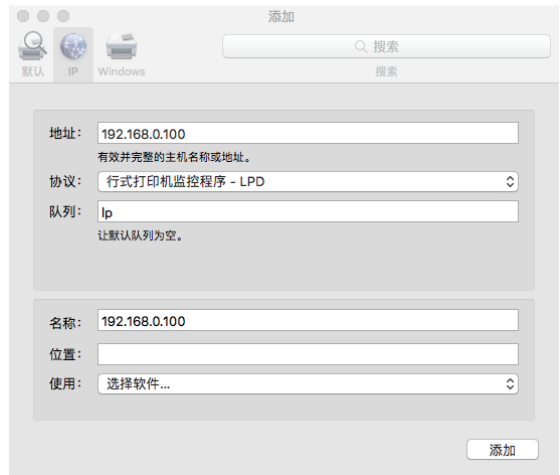 添加
默认
IP
Windows
搜索
搜索
地址：
192.168.0.100
有效并完整的主机名称或地址。
协议：
行式打印机监控程序 - LPD
队列：
lp
让默认队列为空。
名称：
192.168.0.100
位置：
使用：
选择软件...
添加